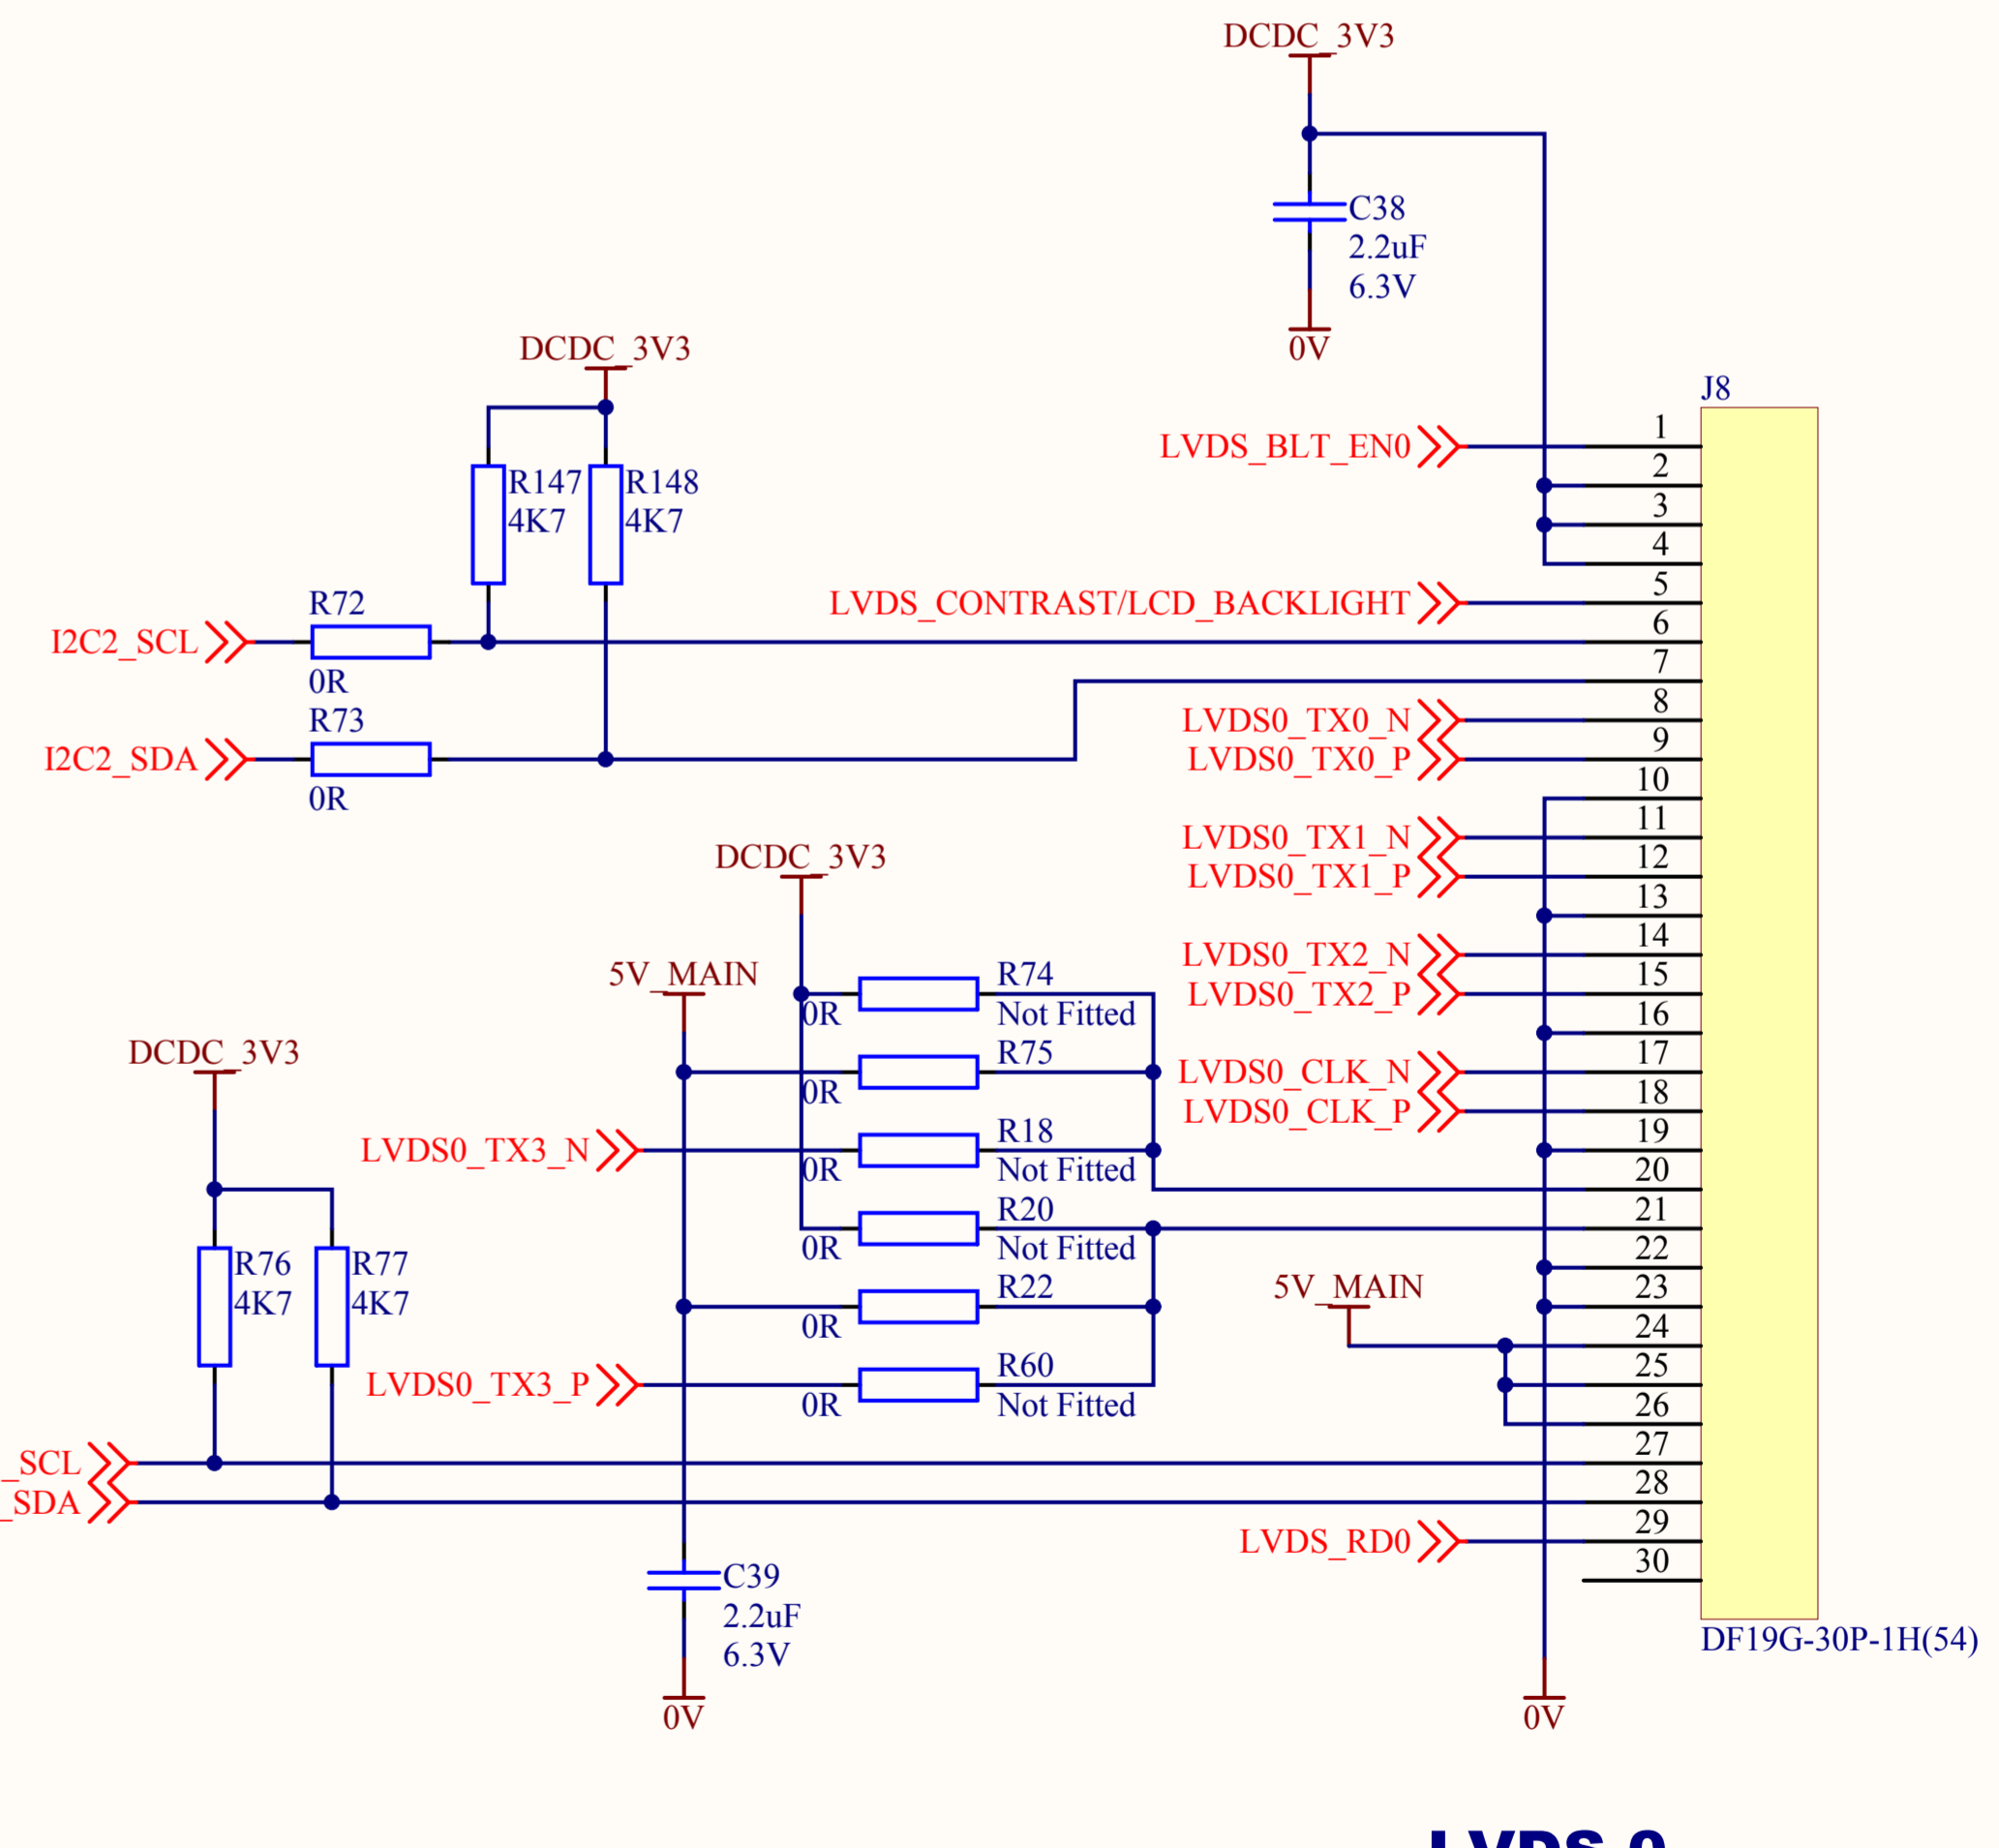 DCDC_3V3
C38
2.2uF
6.3V
0V
DCDC_3V3
R147
4K7
R148
4K7
R72
I2C2_SCL
0R
R73
I2C2_SDA
0R
J8
LVDS_BLT_EN0
LVDS_CONTRAST/LCD_BACKLIGHT
LVDS0_TX0_N
LVDS0_TX0_P
LVDS0_TX1_N
LVDS0_TX1_P
LVDS0_TX2_N
LVDS0_TX2_P
LVDS0_CLK_N
LVDS0_CLK_P
1
2
3
4
5
6
7
8
9
10
11
12
13
14
15
16
17
18
19
20
21
22
23
24
25
26
27
28
29
30
DCDC_3V3
5V_MAIN
R74
0R
Not Fitted
R75
0R
LVDS0_TX3_N
R18
0R
Not Fitted
R20
0R
Not Fitted
R22
0R
LVDS0_TX3_P
R60
0R
Not Fitted
DCDC_3V3
R76
4K7
R77
4K7
5V_MAIN
_SCL
_SDA
LVDS_RD0
C39
2.2uF
6.3V
0V
DF19G-30P-1H(54)
0V
LVDS 0